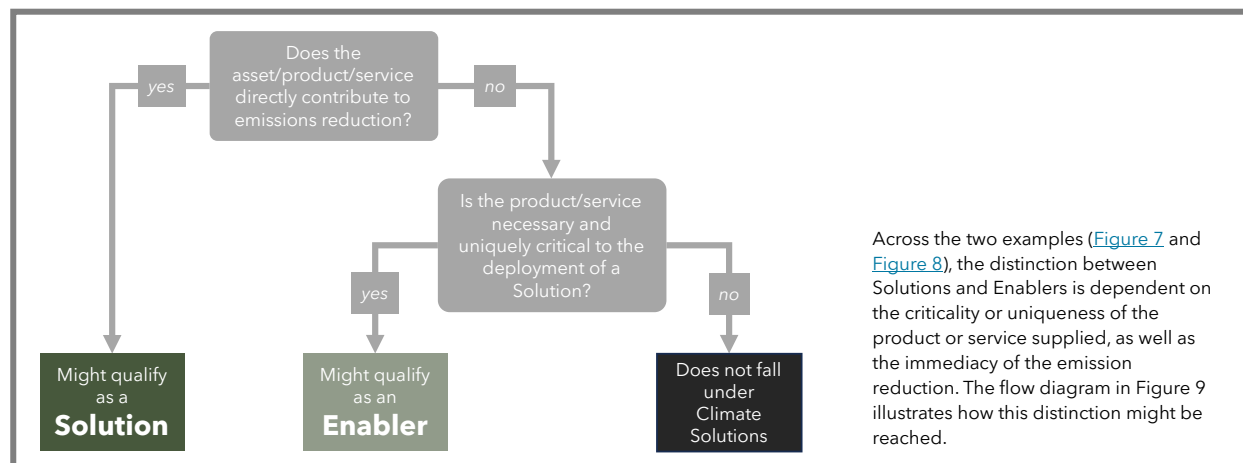 Does the
asset/product/service
directly contribute to
emissions reduction?
yes
no
Is the product/service
necessary and
uniquely critical to the
deployment of a
Solution?
yes
no
Might qualify
as a
Solution
Might qualify
as an
Enabler
Does not fall
under
Climate
Solutions
Across the two examples (Figure 7 and
Figure 8), the distinction between
Solutions and Enablers is dependent on
the criticality or uniqueness of the
product or service supplied, as well as
the immediacy of the emission
reduction. The flow diagram in Figure 9
illustrates how this distinction might be
reached.